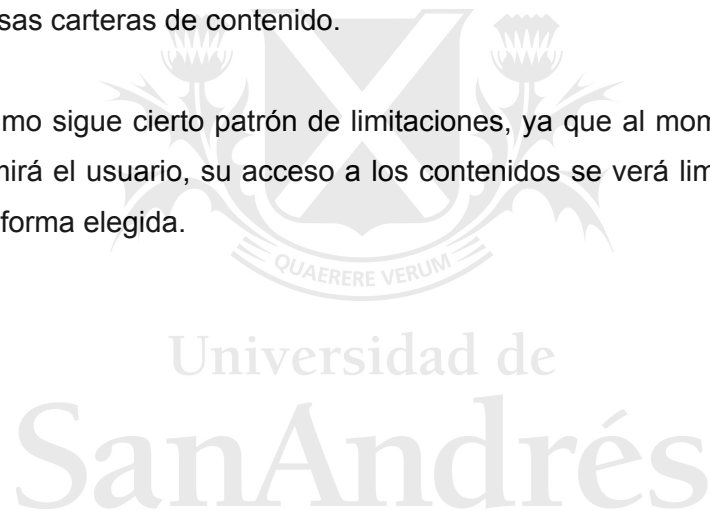 sas carteras de contenido.
mo sigue cierto patrón de limitaciones, ya que al mom
nirá el usuario, su acceso a los contenidos se verá lim
forma elegida.
QUAERERE VERUM
Universidad de
SanAndrés